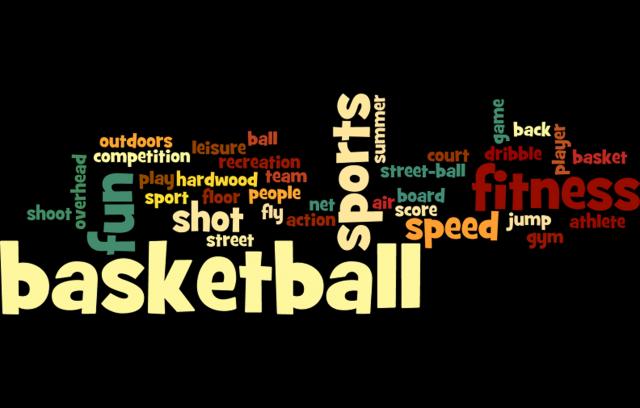 outdoors
leisure
ball
competition
recreation
overhead
play
hardwood
team
fun
sport
floor
people
shoot
shot
fly
action
net
street
basketball
sports
summer
court
street-ball
air
board
score
speed
game
back
dribble
player
basket
fitness
jump
athlete
gym